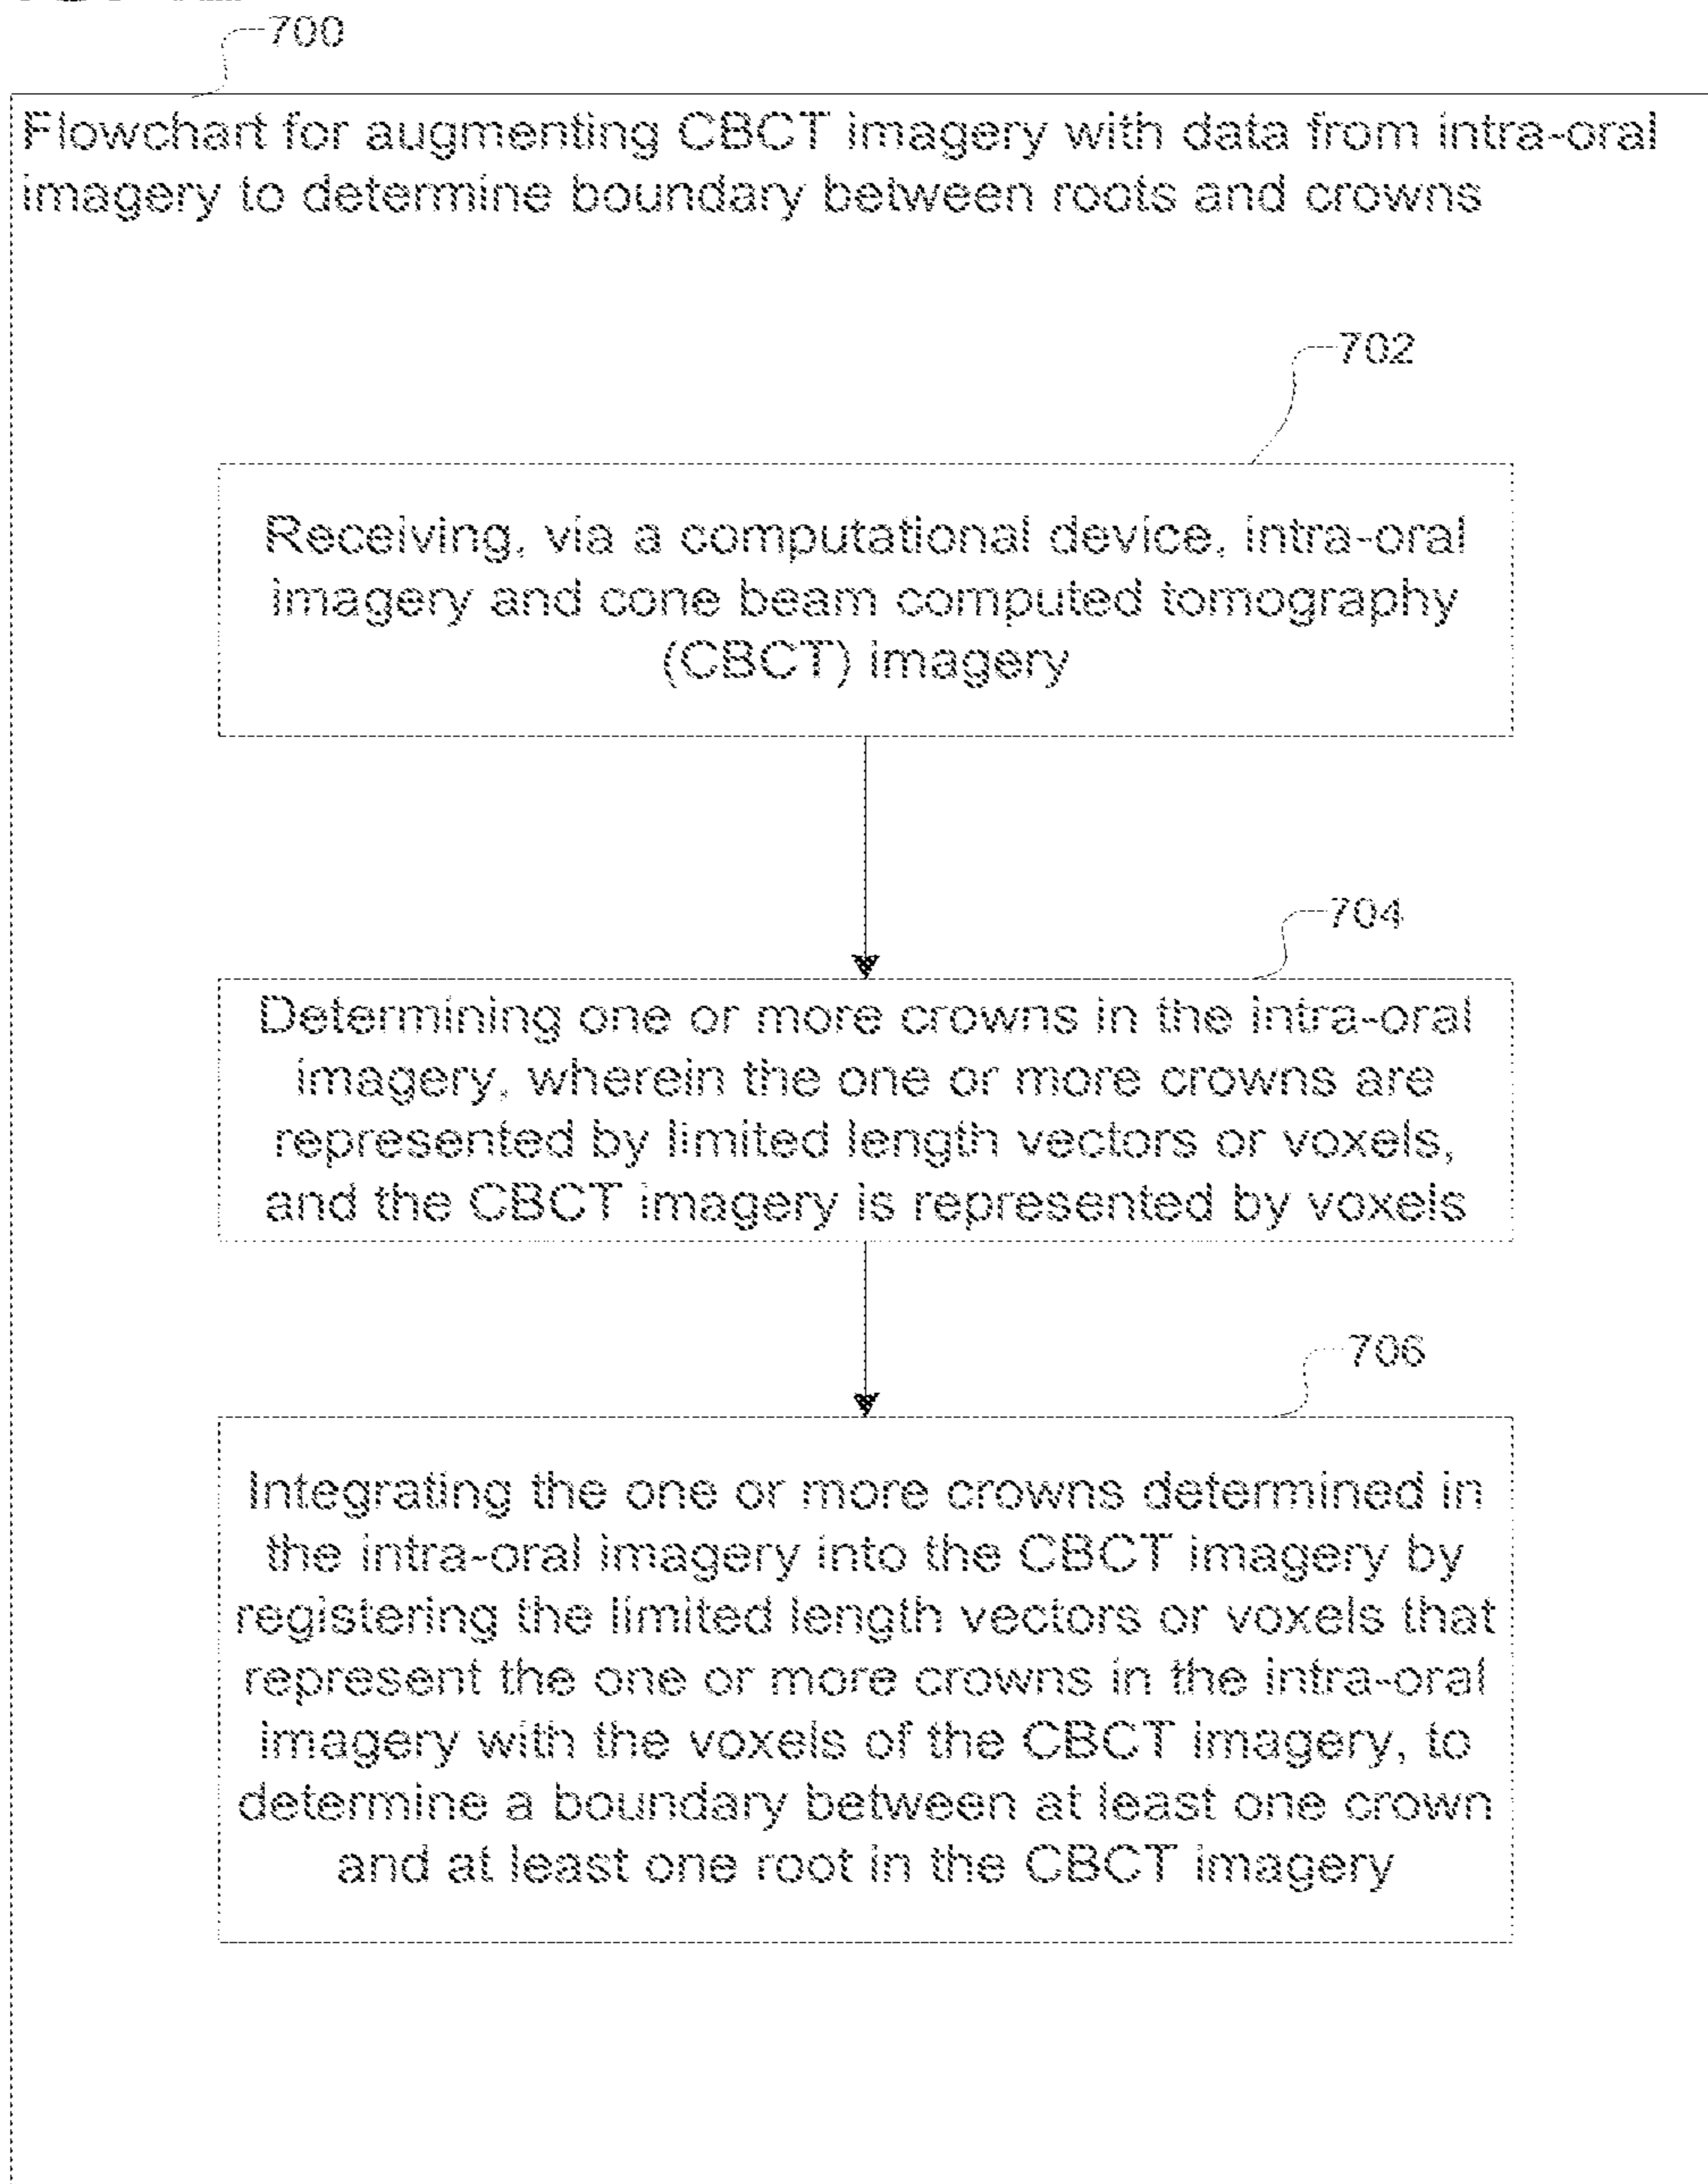 700
Flowchart for augmenting CBCT imagery with data from intra-oral
imagery to determine boundary between roots and crowns
702
Receiving, via a computational device, intra-oral
imagery and cone beam computed tomography
(CBCT) imagery
704
Determining one or more crowns in the intra-oral
imagery, wherein the one or more crowns are
represented by limited length vectors or voxels,
and the CBCT imagery is represented by voxels
706
Integrating the one or more crowns determined in
the intra-oral imagery into the CBCT imagery by
registering the limited length vectors or voxels that
represent the one or more crowns in the intra-oral
imagery with the voxels of the CBCT imagery, to
determine a boundary between at least one crown
and at least one root in the CBCT imagery